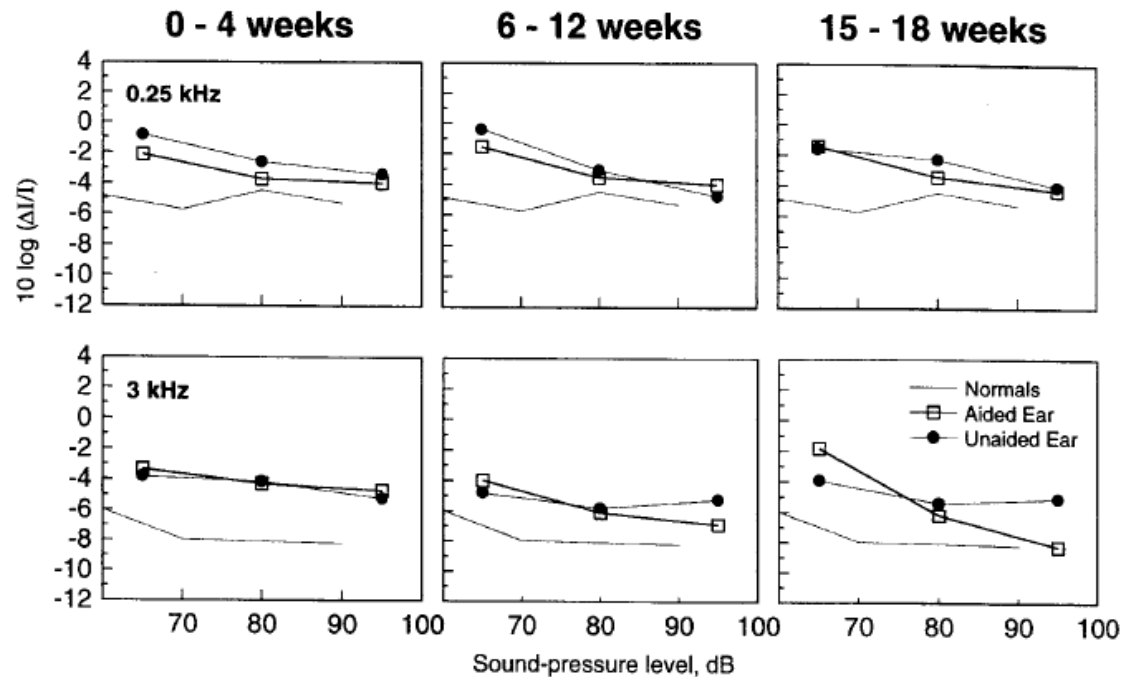 0 - 4 weeks
6 - 12 weeks
15 - 18 weeks
4
2
0
-2
-4
-6
-8
-10
-12
0.25 kHz
10 log (ΔI/I)
4
2
0
-2
-4
-6
-8
-10
-12
3 kHz
Normals
Aided Ear
Unaided Ear
70 80 90 100 70 80 90 100 70 80 90 100
Sound-pressure level, dB